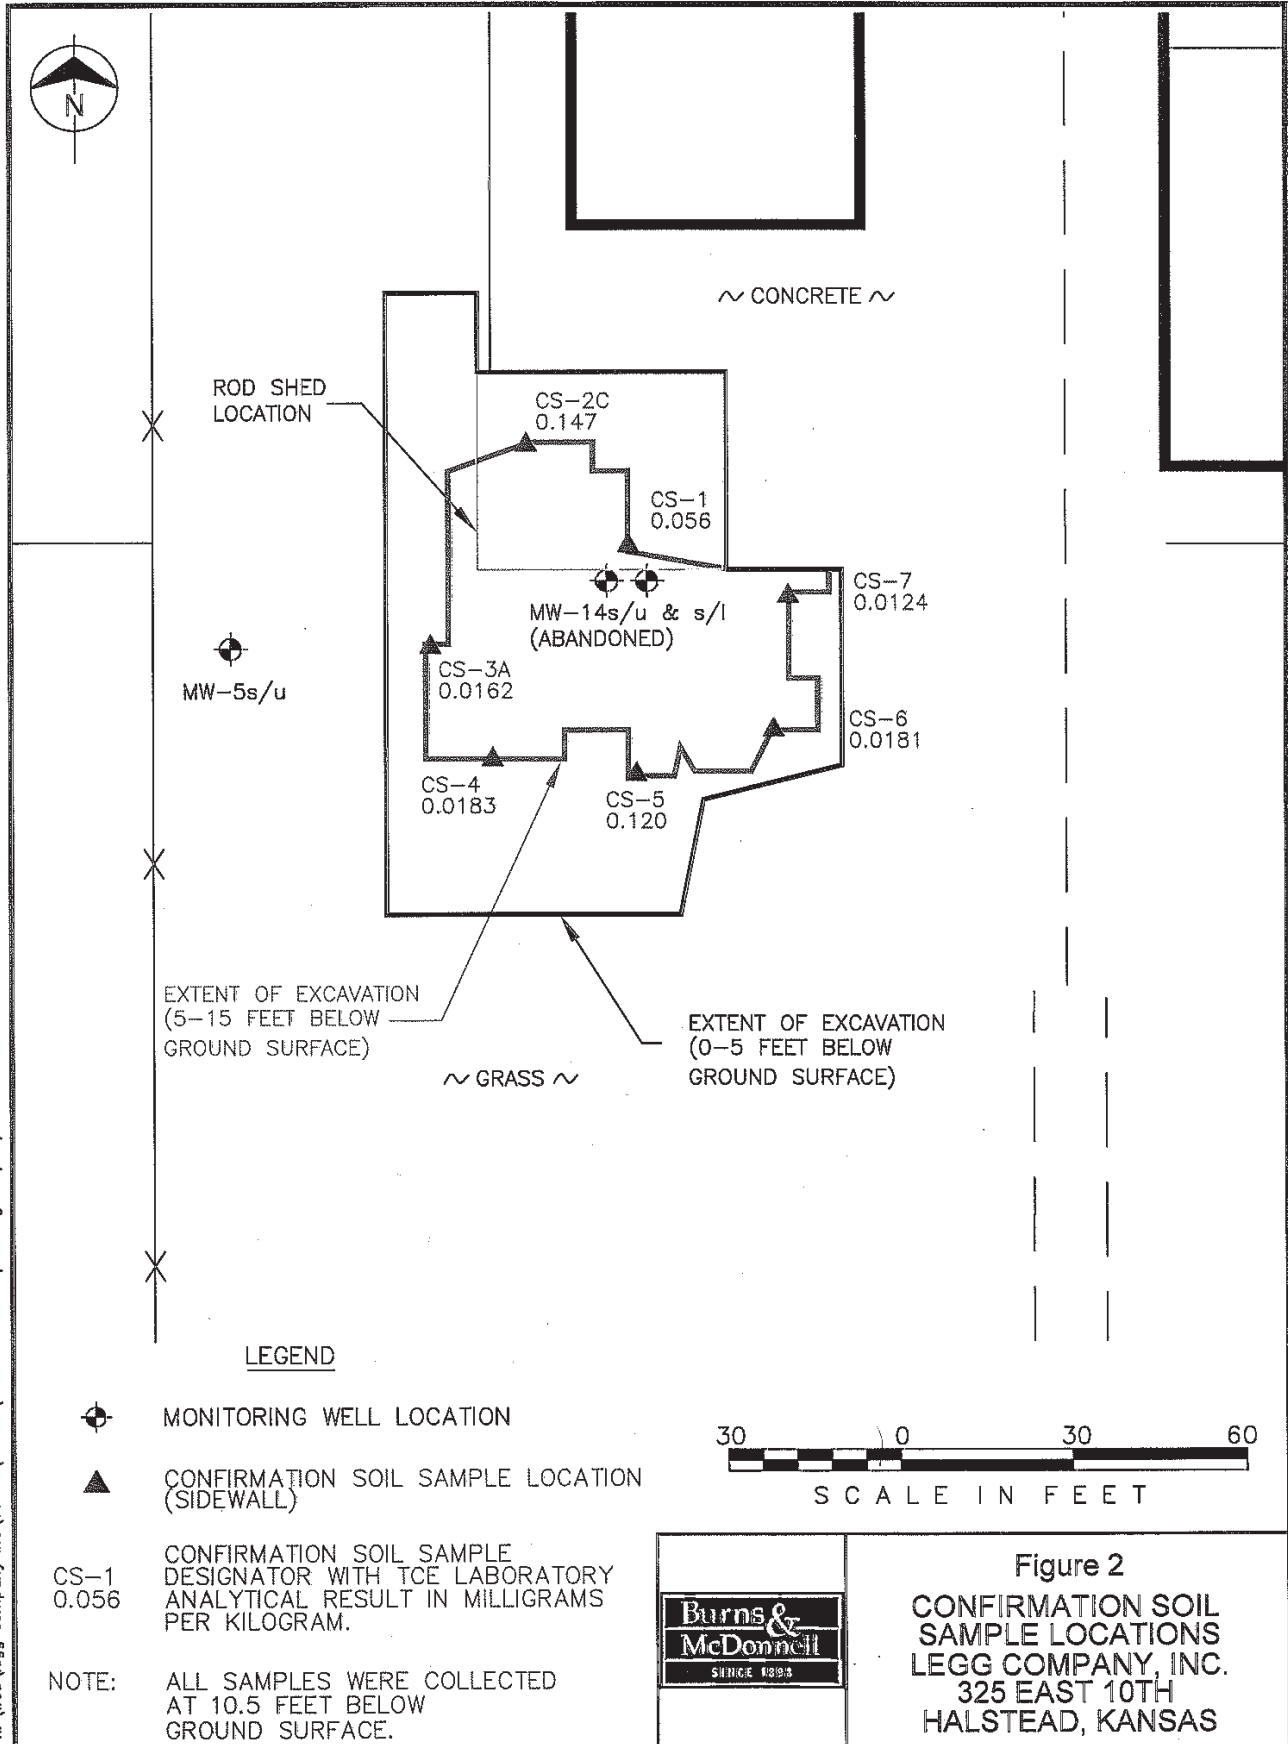 N
~ CONCRETE ~
ROD SHED
LOCATION
CS-2C
0.147
CS-1
0.056
CS-7
0.0124
MW-14s/u & s/l
(ABANDONED)
MW-5s/u
CS-3A
0.0162
CS-6
0.0181
CS-4
0.0183
CS-5
0.120
EXTENT OF EXCAVATION
(5-15 FEET BELOW
GROUND SURFACE)
EXTENT OF EXCAVATION
(0-5 FEET BELOW
GROUND SURFACE)
~ GRASS ~
LEGEND
MONITORING WELL LOCATION
CONFIRMATION SOIL SAMPLE LOCATION
(SIDEWALL)
CS-1
0.056
CONFIRMATION SOIL SAMPLE
DESIGNATOR WITH TCE LABORATORY
ANALYTICAL RESULT IN MILLIGRAMS
PER KILOGRAM.
NOTE: ALL SAMPLES WERE COLLECTED
AT 10.5 FEET BELOW
GROUND SURFACE.
30 0 30 60
SCALE IN FEET
Burns &
McDonnell
SINCE 1898
Figure 2
CONFIRMATION SOIL
SAMPLE LOCATIONS
LEGG COMPANY, INC.
325 EAST 10TH
HALSTEAD, KANSAS